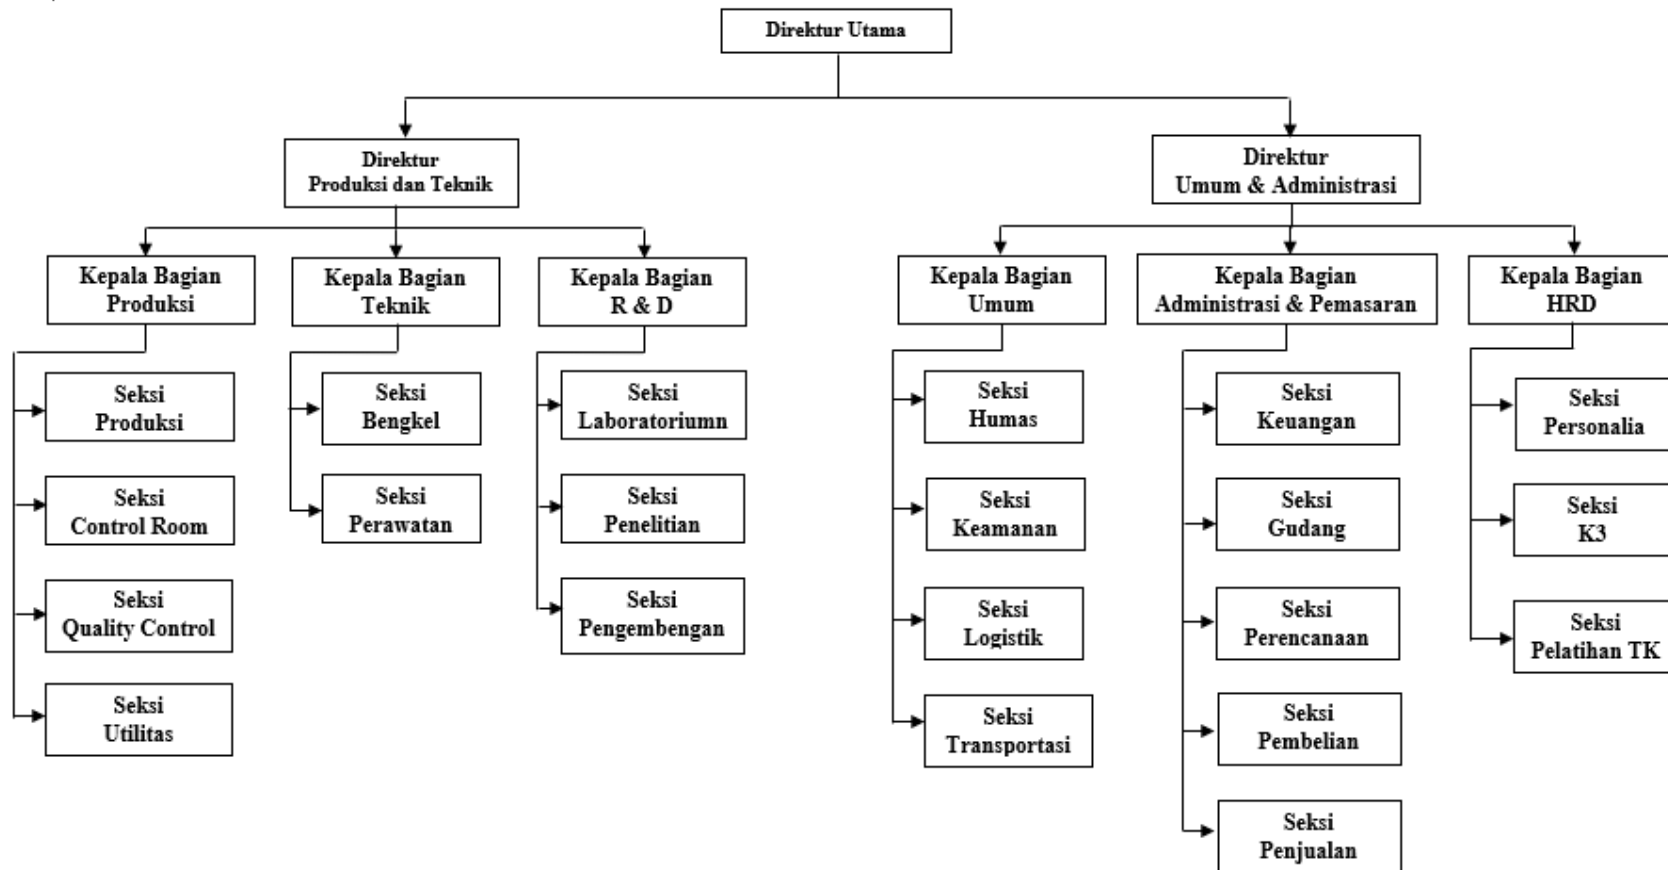 Direktur Utama
Direktur
Produksi dan Teknik
Direktur
Umum & Administrasi
Kepala Bagian
Produksi
Kepala Bagian
Teknik
Kepala Bagian
R & D
Kepala Bagian
Umum
Kepala Bagian
Administrasi & Pemasaran
Kepala Bagian
HRD
Seksi
Produksi
Seksi
Control Room
Seksi
Quality Control
Seksi
Utilitas
Seksi
Bengkel
Seksi
Perawatan
Seksi
Laboratoriumn
Seksi
Penelitian
Seksi
Pengembengan
Seksi
Humas
Seksi
Keamanan
Seksi
Logistik
Seksi
Transportasi
Seksi
Keuangan
Seksi
Gudang
Seksi
Perencanaan
Seksi
Pembelian
Seksi
Penjualan
Seksi
Personalia
Seksi
K3
Seksi
Pelatihan TK